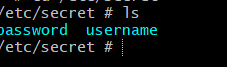 /etc/secret # ls
password  username
/etc/secret #